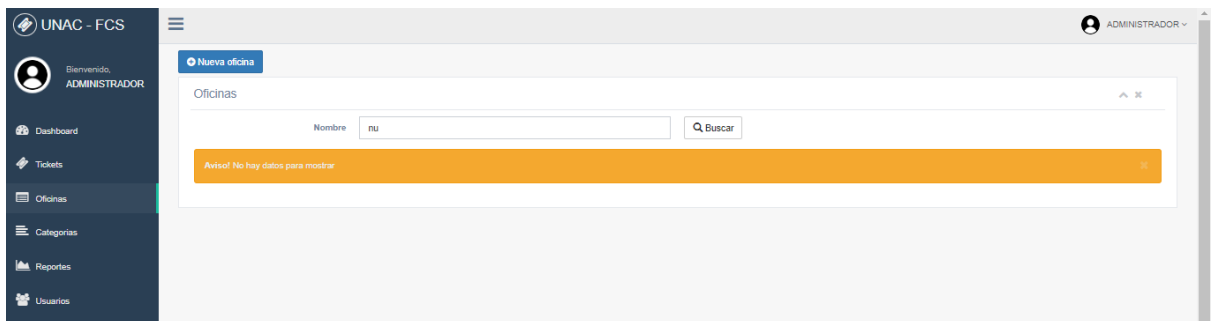 UNAC - FCS
ADMINISTRADOR
Bienvenido,
ADMINISTRADOR
Dashboard
Tickets
Oficinas
Categorias
Reportes
Usuarios
Nueva oficina
Oficinas
Nombre nu Buscar
Aviso! No hay datos para mostrar